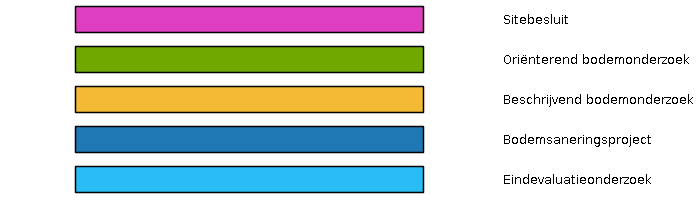 Sitebesluit
Oriënterend bodemonderzoek
Beschrijvend bodemonderzoek
Bodemsaneringsproject
Eindevaluatieonderzoek